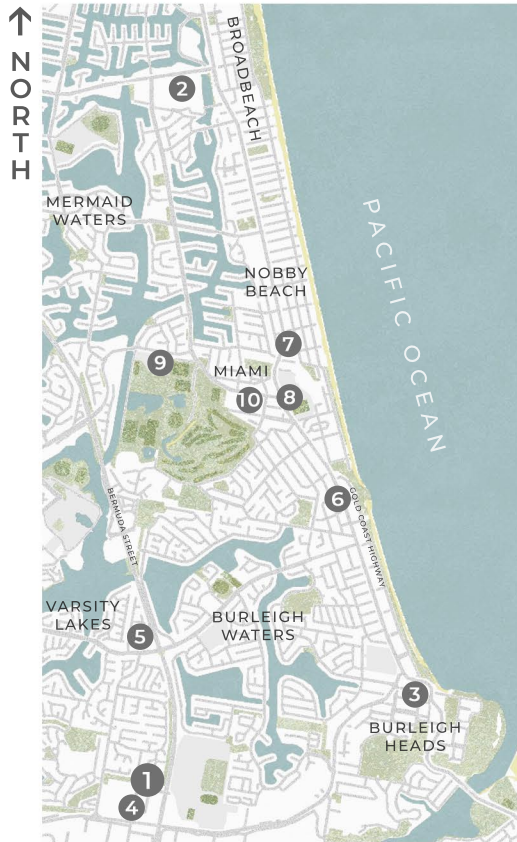 NORTH
BROADBEACH
2
MERMAID
WATERS
PACIFIC OCEAN
NOBBY
BEACH
7
9
MIAMI
10
8
6
GOLD COAST HIGHWAY
BERMUDA STREET
VARSITY
LAKES
5
BURLEIGH
WATERS
3
BURLEIGH
HEADS
1
4